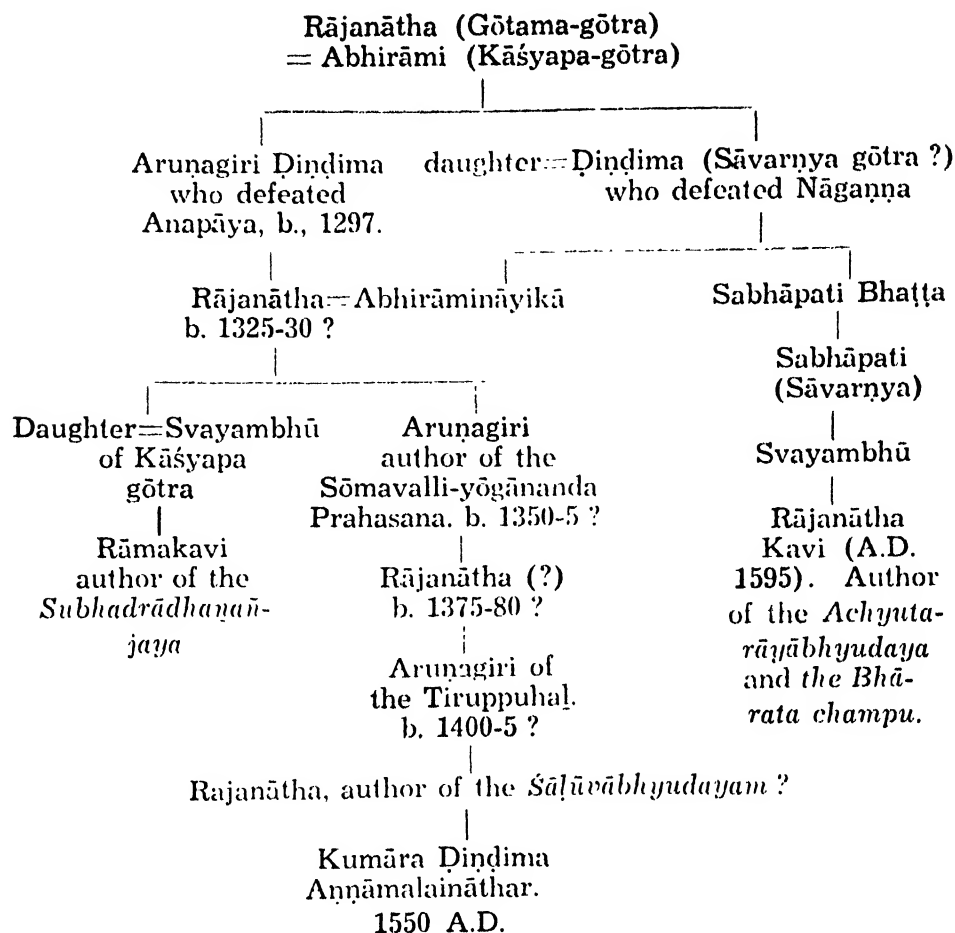 Rājanātha (Gōtama-gōtra)
= Abhirāmi (Kāśyapa-gōtra)
Aruṇagiri Ḍiṇḍima
who defeated
Anapāya, b., 1297.
daughter=Ḍiṇḍima (Sāvarṇya gōtra ?)
who defeated Nāgaṇṇa
Rājanātha=Abhirāmināyikā
b. 1325-30 ?
Sabhāpati Bhaṭṭa
Sabhāpati
(Sāvarṇya)
Svayambhū
Rājanātha
Kavi (A.D.
1595). Author
of the Achyuta-
rāyābhyudaya
and the Bhā-
rata champu.
Daughter=Svayambhū
of Kāśyapa
gōtra
Rāmakavi
author of the
Subhadrādhaṇañ-
jaya
Aruṇagiri
author of the
Sōmavalli-yōgānanda
Prahasana. b. 1350-5 ?
Rājanātha (?)
b. 1375-80 ?
Aruṇagiri of
the Tiruppuhaḻ.
b. 1400-5 ?
Rajanātha, author of the Śāḷūvābhyudayam ?
Kumāra Ḍiṇḍima
Aṇṇāmalaināthar.
1550 A.D.